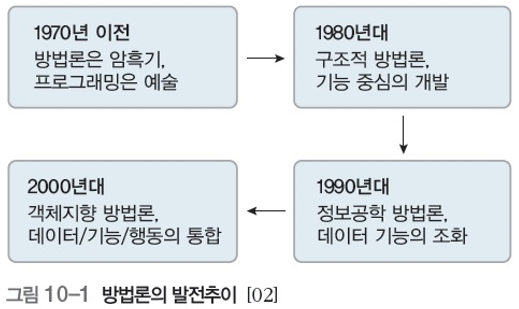 1970년 이전
방법론은 암흑기,
프로그래밍은 예술
1980년대
구조적 방법론,
기능 중심의 개발
1990년대
정보공학 방법론,
데이터 기능의 조화
2000년대
객체지향 방법론,
데이터/기능/행동의 통합
그림 10-1 방법론의 발전추이 [02]